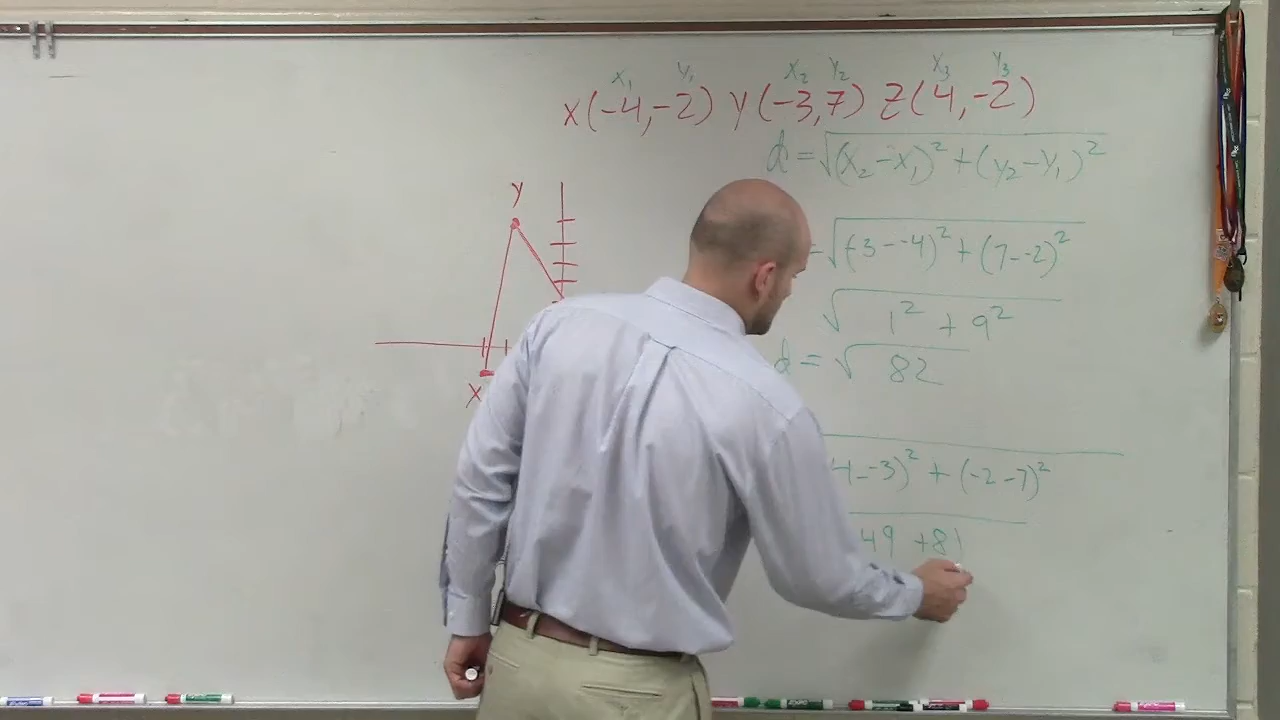 x₁ y₁ x₂ y₂ x₃ y₃
X(-4,-2) Y(-3,7) Z(4,-2)
d = √(x₂-x₁)² + (y₂-y₁)²
= √(-3--4)² + (7--2)²
√ 1² + 9²
d = √ 82
4--3)² + (-2-7)²
49 + 81
Y
X